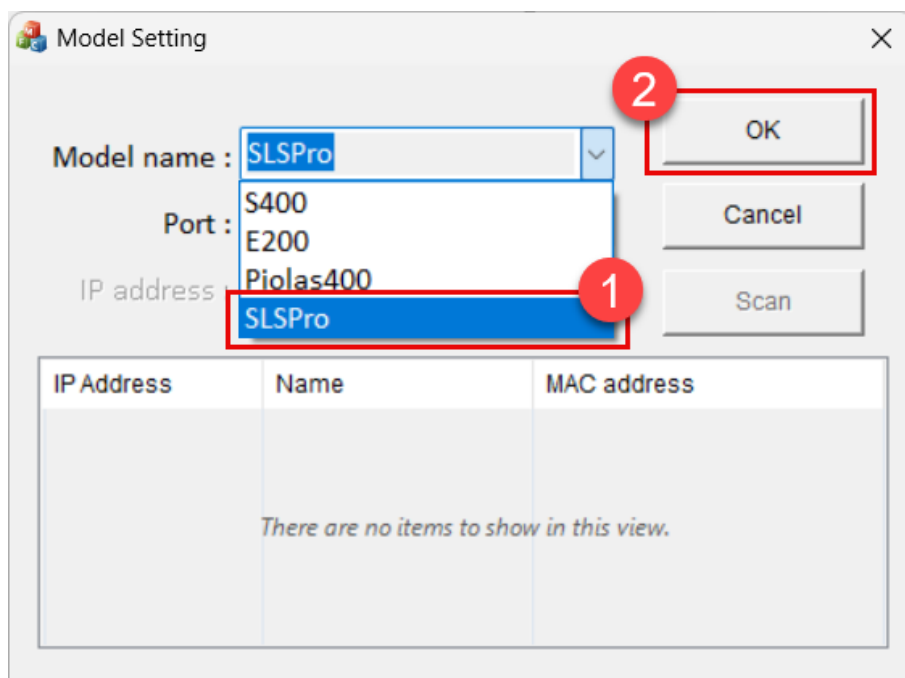 Model Setting
2
OK
Model name : SLSPro
Cancel
Port :
S400
E200
Piolas400
SLSPro
1
IP address :
Scan
IP Address Name MAC address
There are no items to show in this view.